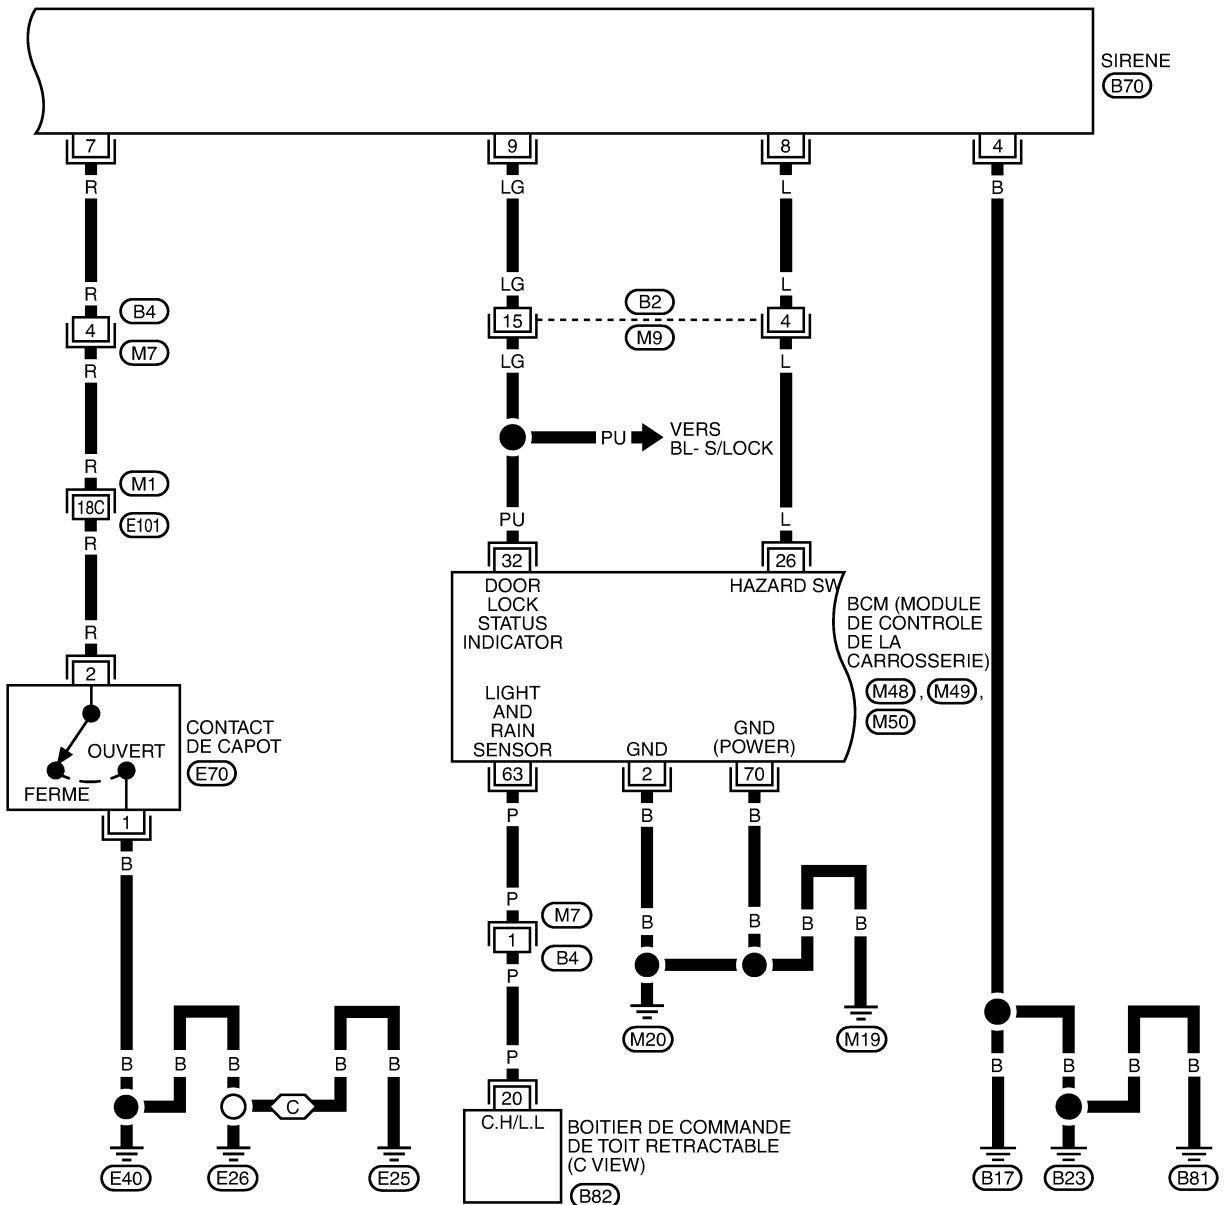 SIRENE
B70
7
9
8
4
R
LG
L
B
R
LG
L
4
B4
M7
15
B2
M9
4
R
LG
L
PU
VERS
BL- S/LOCK
R
18C
M1
E101
R
PU
L
32
26
DOOR
LOCK
STATUS
INDICATOR
HAZARD SW
BCM (MODULE
DE CONTROLE
DE LA
CARROSSERIE)
M48 , M49 ,
M50
R
2
CONTACT
DE CAPOT
E70
OUVERT
FERME
1
LIGHT
AND
RAIN
SENSOR
GND
GND
(POWER)
63
2
70
P
B
B
B
P
B
B
B
B
1
M7
B4
P
M20
M19
P
B
B
B
B
B
B
B
B
B
B
C
20
C.H/L.L
BOITIER DE COMMANDE
DE TOIT RETRACTABLE
(C VIEW)
B82
E40
E26
E25
B17
B23
B81